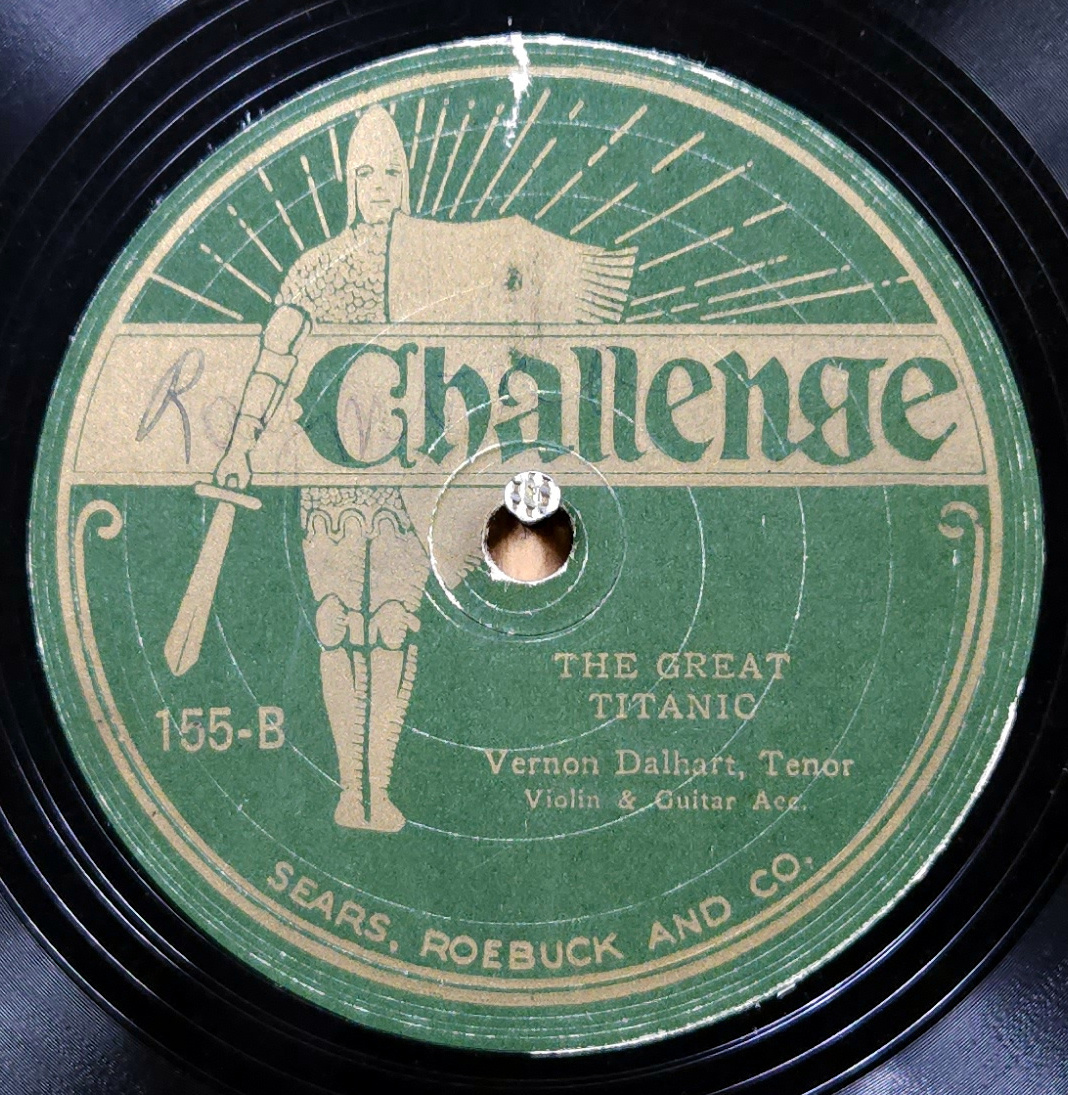 Challenge
THE GREAT
TITANIC
155-B
Vernon Dalhart, Tenor
Violin & Guitar Acc.
SEARS, ROEBUCK AND CO.